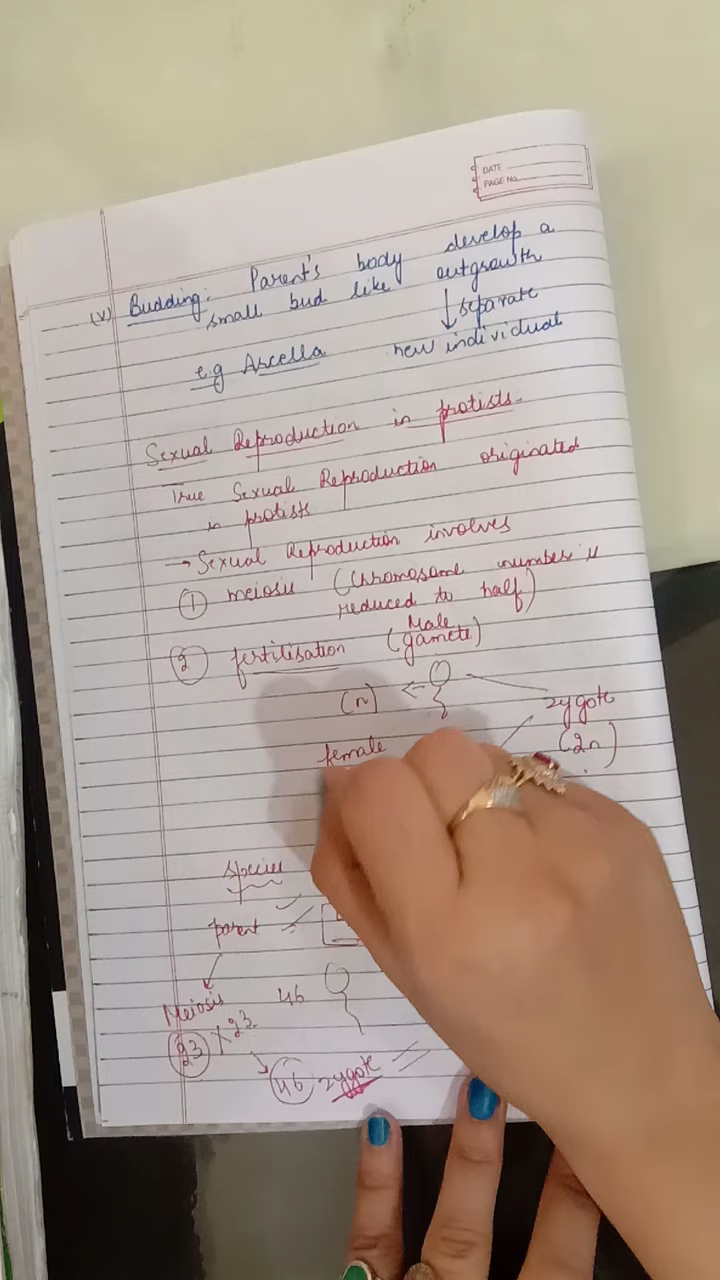 DATE
PAGE No.
(V) Budding: Parent's body develop a
small bud like outgrowth
↓ separate
e.g Arcella new individual
Sexual Reproduction in protists.
True Sexual Reproduction originated
in protists
→ Sexual Reproduction involves
① meiosis (Chromosome number is
reduced to half)
② fertilisation (Male
gamete)
(n) ←
zygote
(2n)
female
species
parent
Meiosis
46
23 x 23
46 zygote